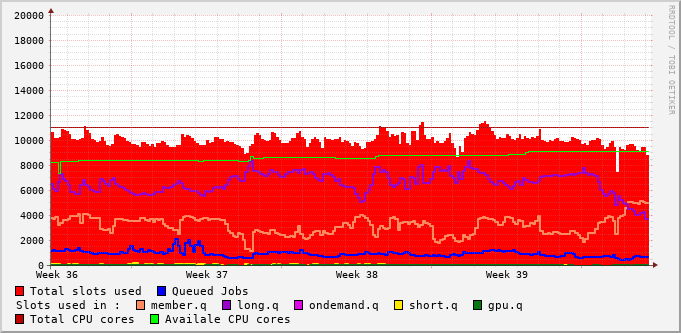 20000
18000
16000
14000
12000
10000
8000
6000
4000
2000
0
Week 36 Week 37 Week 38 Week 39
Total slots used Queued Jobs
Slots used in : member.q long.q ondemand.q short.q gpu.q
Total CPU cores Availale CPU cores
RRDTOOL / TOBI OETIKER